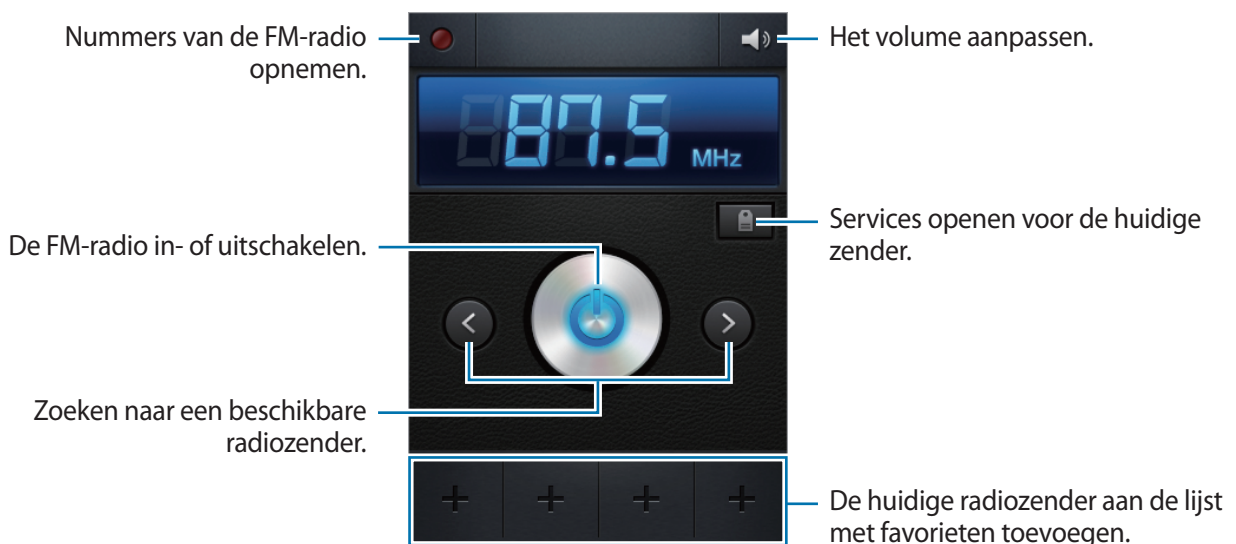 Nummers van de FM-radio
opnemen.
Het volume aanpassen.
87.5 MHz
Services openen voor de huidige
zender.
De FM-radio in- of uitschakelen.
Zoeken naar een beschikbare
radiozender.
De huidige radiozender aan de lijst
met favorieten toevoegen.